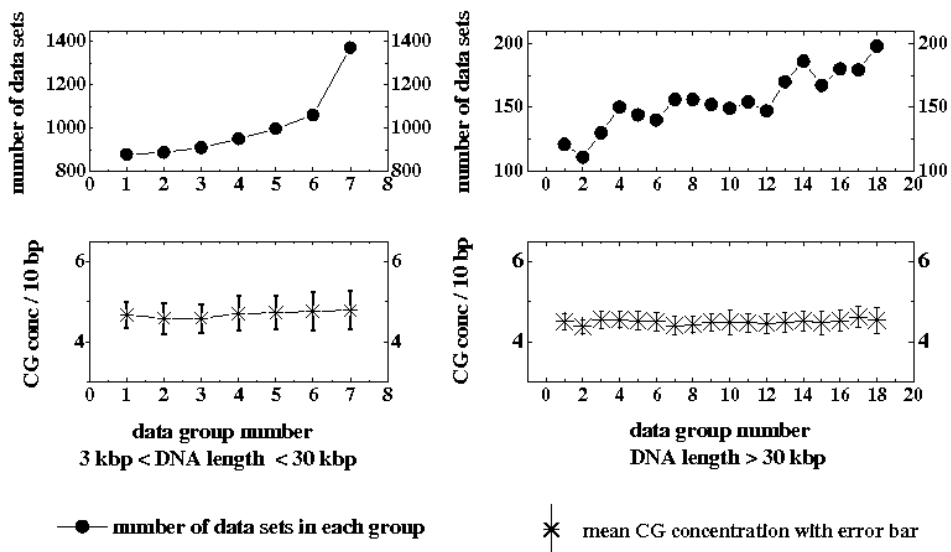 number of data sets
1400
1200
1000
800
1400
1200
1000
800
0 1 2 3 4 5 6 7 8
number of data sets
200
150
100
200
150
100
0 2 4 6 8 10 12 14 16 18 20
CG conc / 10 bp
6
4
6
4
0 1 2 3 4 5 6 7 8
data group number
3 kbp < DNA length < 30 kbp
CG conc / 10 bp
6
4
6
4
0 2 4 6 8 10 12 14 16 18 20
data group number
DNA length > 30 kbp
number of data sets in each group
mean CG concentration with error bar